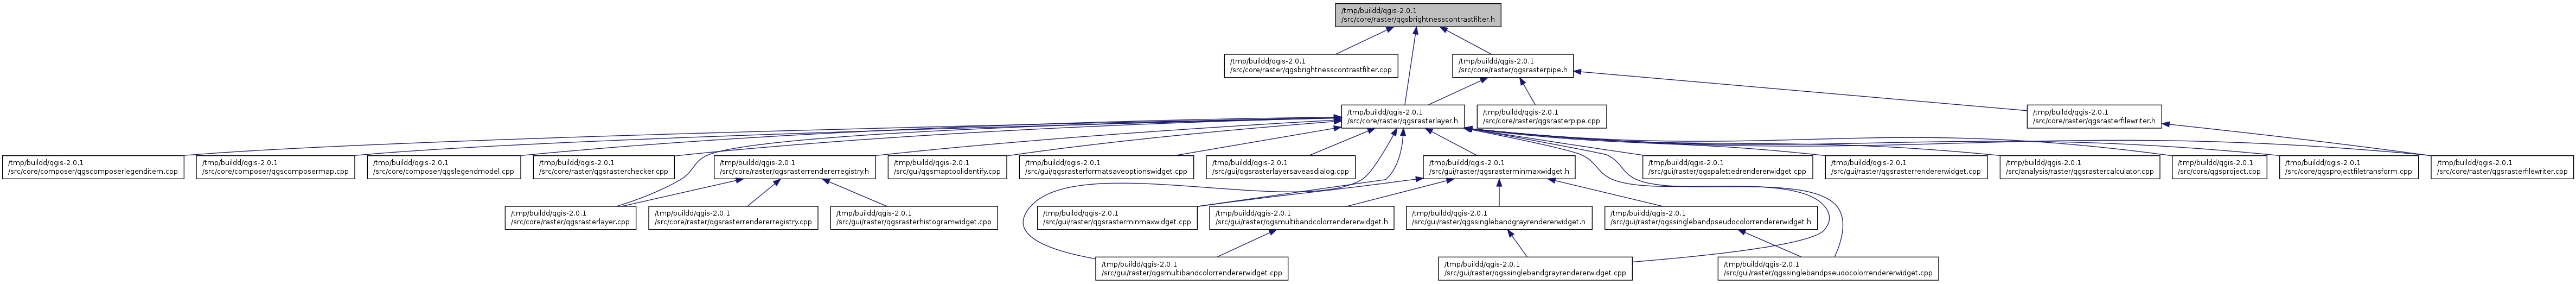 /tmp/buildd/qgis-2.0.1
/src/core/raster/qgsbrightnesscontrastfilter.h
/tmp/buildd/qgis-2.0.1
/src/core/raster/qgsbrightnesscontrastfilter.cpp
/tmp/buildd/qgis-2.0.1
/src/core/raster/qgsrasterpipe.h
/tmp/buildd/qgis-2.0.1
/src/core/raster/qgsrasterlayer.h
/tmp/buildd/qgis-2.0.1
/src/core/raster/qgsrasterpipe.cpp
/tmp/buildd/qgis-2.0.1
/src/core/raster/qgsrasterfilewriter.h
/tmp/buildd/qgis-2.0.1
/src/core/composer/qgscomposerlegenditem.cpp
/tmp/buildd/qgis-2.0.1
/src/core/composer/qgscomposermap.cpp
/tmp/buildd/qgis-2.0.1
/src/core/composer/qgslegendmodel.cpp
/tmp/buildd/qgis-2.0.1
/src/core/raster/qgsrasterchecker.cpp
/tmp/buildd/qgis-2.0.1
/src/core/raster/qgsrasterrendererregistry.h
/tmp/buildd/qgis-2.0.1
/src/gui/qgsmaptoolidentify.cpp
/tmp/buildd/qgis-2.0.1
/src/gui/qgsrasterformatsaveoptionswidget.cpp
/tmp/buildd/qgis-2.0.1
/src/gui/qgsrasterlayersaveasdialog.cpp
/tmp/buildd/qgis-2.0.1
/src/gui/raster/qgsrasterminmaxwidget.h
/tmp/buildd/qgis-2.0.1
/src/gui/raster/qgspalettedrendererwidget.cpp
/tmp/buildd/qgis-2.0.1
/src/gui/raster/qgsrasterrendererwidget.cpp
/tmp/buildd/qgis-2.0.1
/src/analysis/raster/qgsrastercalculator.cpp
/tmp/buildd/qgis-2.0.1
/src/core/qgsproject.cpp
/tmp/buildd/qgis-2.0.1
/src/core/qgsprojectfiletransform.cpp
/tmp/buildd/qgis-2.0.1
/src/core/raster/qgsrasterfilewriter.cpp
/tmp/buildd/qgis-2.0.1
/src/core/raster/qgsrasterlayer.cpp
/tmp/buildd/qgis-2.0.1
/src/core/raster/qgsrasterrendererregistry.cpp
/tmp/buildd/qgis-2.0.1
/src/gui/raster/qgsrasterhistogramwidget.cpp
/tmp/buildd/qgis-2.0.1
/src/gui/raster/qgsrasterminmaxwidget.cpp
/tmp/buildd/qgis-2.0.1
/src/gui/raster/qgsmultibandcolorrendererwidget.h
/tmp/buildd/qgis-2.0.1
/src/gui/raster/qgssinglebandgrayrendererwidget.h
/tmp/buildd/qgis-2.0.1
/src/gui/raster/qgssinglebandpseudocolorrendererwidget.h
/tmp/buildd/qgis-2.0.1
/src/gui/raster/qgsmultibandcolorrendererwidget.cpp
/tmp/buildd/qgis-2.0.1
/src/gui/raster/qgssinglebandgrayrendererwidget.cpp
/tmp/buildd/qgis-2.0.1
/src/gui/raster/qgssinglebandpseudocolorrendererwidget.cpp